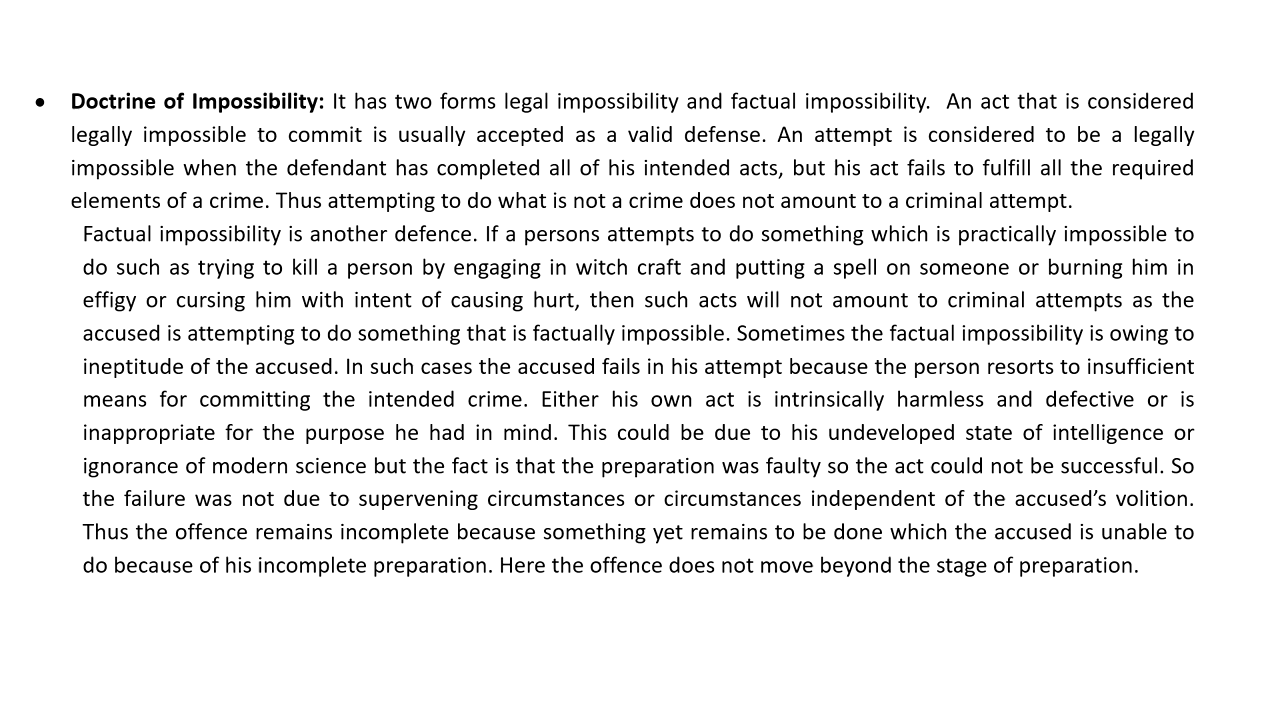 • Doctrine of Impossibility: It has two forms legal impossibility and factual impossibility.  An act that is considered
legally impossible to commit is usually accepted as a valid defense. An attempt is considered to be a legally
impossible when the defendant has completed all of his intended acts, but his act fails to fulfill all the required
elements of a crime. Thus attempting to do what is not a crime does not amount to a criminal attempt.
Factual impossibility is another defence. If a persons attempts to do something which is practically impossible to
do such as trying to kill a person by engaging in witch craft and putting a spell on someone or burning him in
effigy or cursing him with intent of causing hurt, then such acts will not amount to criminal attempts as the
accused is attempting to do something that is factually impossible. Sometimes the factual impossibility is owing to
ineptitude of the accused. In such cases the accused fails in his attempt because the person resorts to insufficient
means for committing the intended crime. Either his own act is intrinsically harmless and defective or is
inappropriate for the purpose he had in mind. This could be due to his undeveloped state of intelligence or
ignorance of modern science but the fact is that the preparation was faulty so the act could not be successful. So
the failure was not due to supervening circumstances or circumstances independent of the accused’s volition.
Thus the offence remains incomplete because something yet remains to be done which the accused is unable to
do because of his incomplete preparation. Here the offence does not move beyond the stage of preparation.